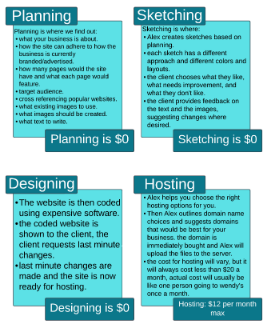 Planning
Planning is where we find out:
• what your business is about.
• how the site can adhere to how the
business is currently
branded/advertised.
• how many pages would the site
have and what each page would
feature.
• target audience.
• cross referencing popular websites.
• what existing images to use.
• what images should be created.
• what text to write.
Planning is $0
Sketching
Sketching is where:
• Alex creates sketches based on
planning.
• each sketch has a different
approach and different colors and
layouts.
• the client chooses what they like,
what needs improvement, and
what they don't like.
• the client provides feedback on
the text and the images,
suggesting changes where
desired.
Sketching is $0
Designing
• The website is then coded
using expensive software.
• the coded website is
shown to the client, the
client requests last minute
changes.
• last minute changes are
made and the site is now
ready for hosting.
Designing is $0
Hosting
• Alex helps you choose the right
hosting options for you.
• Then Alex outlines domain name
choices and suggests domains
that would be best for your
business. the domain is
immediately bought and Alex will
upload the files to the server.
• the cost for hosting will vary, but it
will always cost less than $20 a
month, actual cost will usually be
like one person going to wendy's
once a month.
Hosting: $12 per month
max